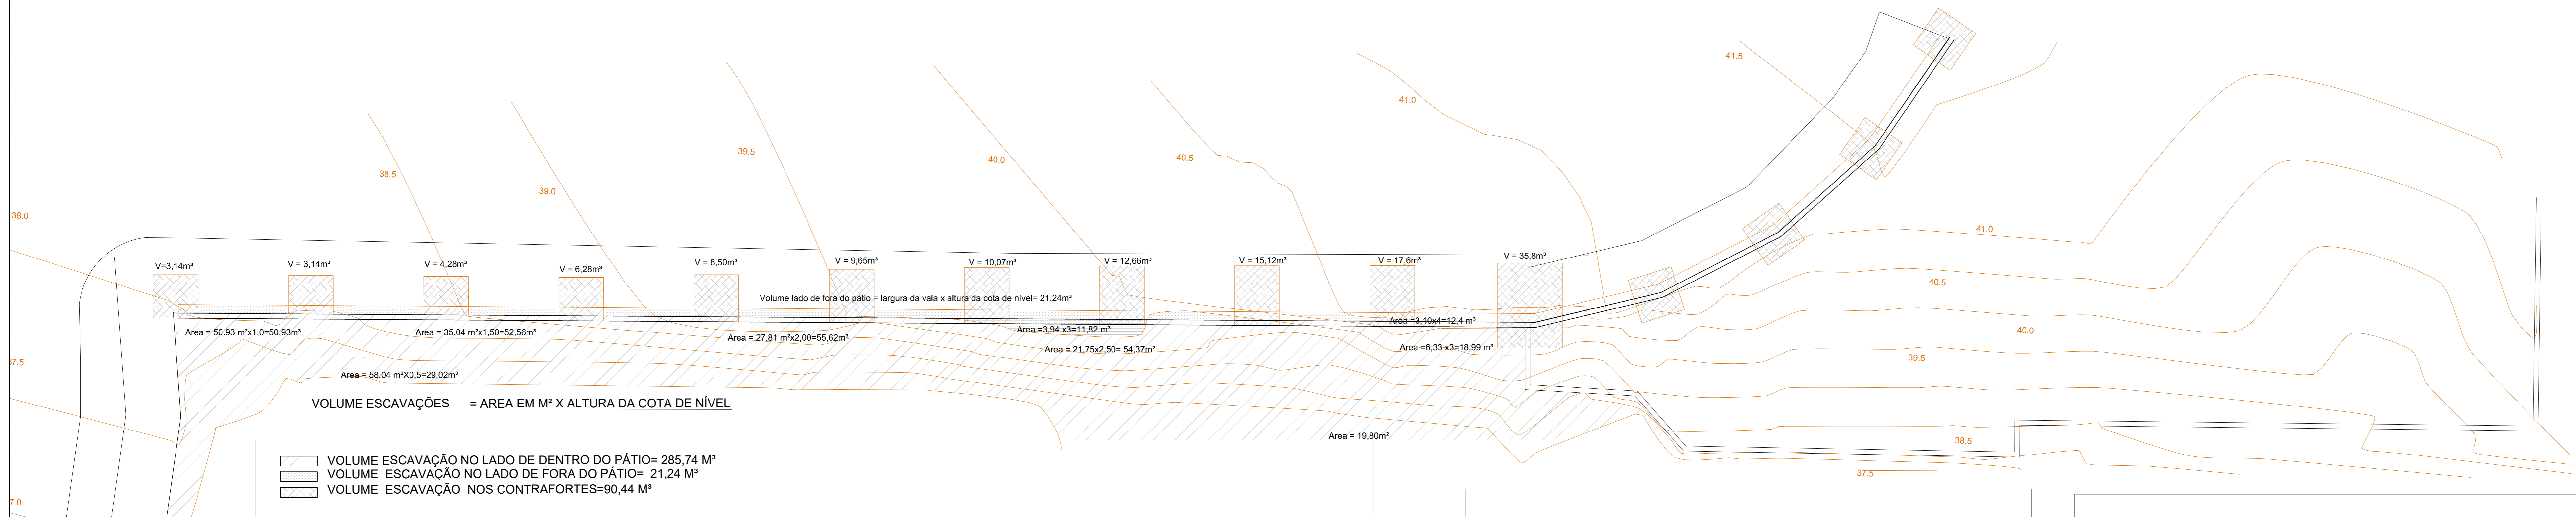 41.5
41.0
39.5
40.0
40.5
38.5
39.0
38.0
41.0
V=3,14m³
V = 3,14m³
V = 4,28m³
V = 6,28m³
V = 8,50m³
V = 9,65m³
V = 10,07m³
V = 12,66m³
V = 15,12m³
V = 17,6m³
V = 35,8m³
40.5
Volume lado de fora do pátio = largura da vala x altura da cota de nível= 21,24m³
Area = 50,93 m²x1,0=50,93m³
Area = 35.04 m²x1,50=52,56m³
Area = 27,81 m²x2,00=55,62m³
Area =3,94 x3=11,82 m³
Area =3,10x4=12,4 m³
40.0
Area = 21,75x2,50= 54,37m³
Area =6,33 x3=18,99 m³
39.5
37.5
Area = 58.04 m²X0,5=29,02m³
VOLUME ESCAVAÇÕES = AREA EM M² X ALTURA DA COTA DE NÍVEL
Area = 19,80m²
38.5
VOLUME ESCAVAÇÃO NO LADO DE DENTRO DO PÁTIO= 285,74 M³
VOLUME ESCAVAÇÃO NO LADO DE FORA DO PÁTIO= 21,24 M³
VOLUME ESCAVAÇÃO NOS CONTRAFORTES=90,44 M³
37.5
7.0